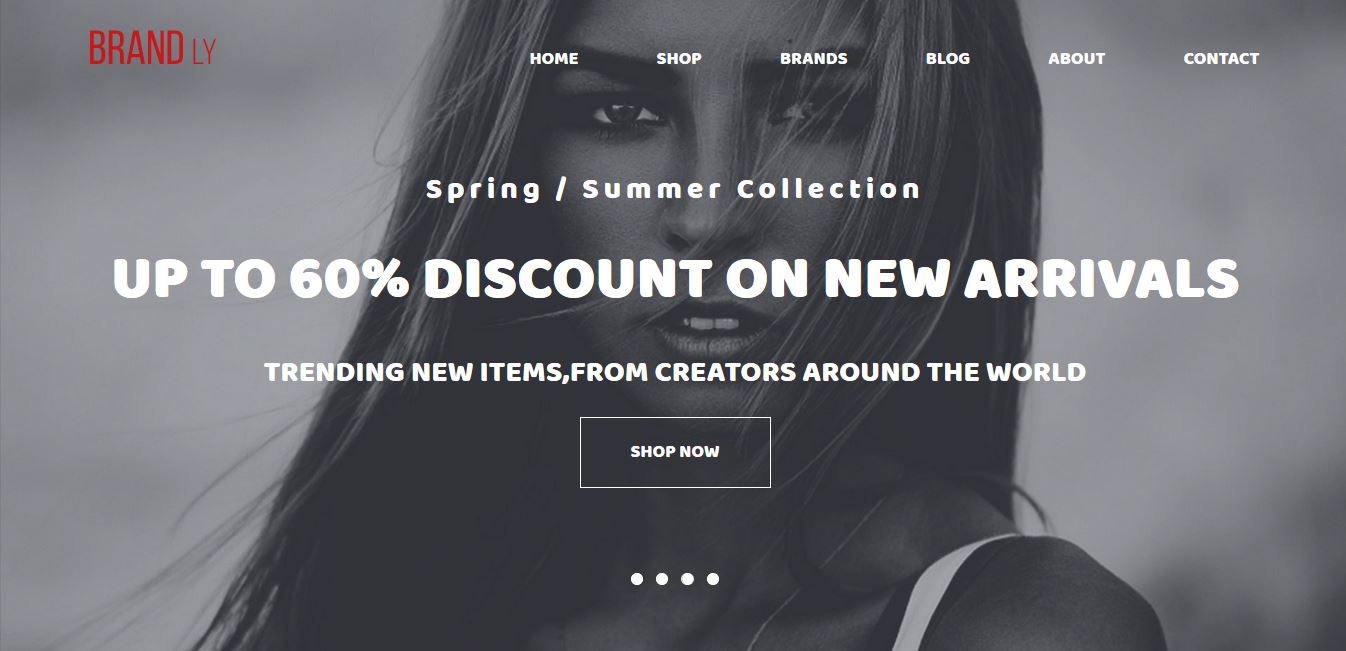 BRAND LY
HOME SHOP BRANDS BLOG ABOUT CONTACT
Spring / Summer Collection
UP TO 60% DISCOUNT ON NEW ARRIVALS
TRENDING NEW ITEMS,FROM CREATORS AROUND THE WORLD
SHOP NOW